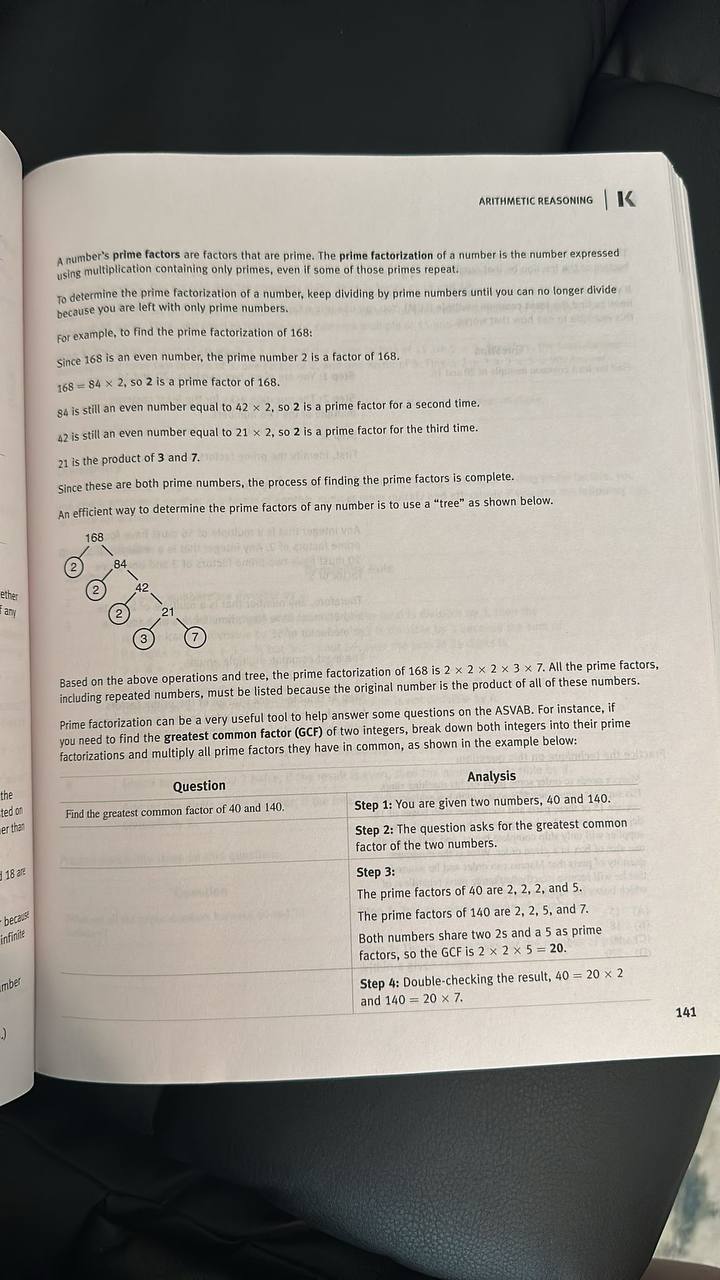 ARITHMETIC REASONING | K
A number's prime factors are factors that are prime. The prime factorization of a number is the number expressed
using multiplication containing only primes, even if some of those primes repeat.
To determine the prime factorization of a number, keep dividing by prime numbers until you can no longer divide
because you are left with only prime numbers.
For example, to find the prime factorization of 168:
Since 168 is an even number, the prime number 2 is a factor of 168.
168 = 84 × 2, so 2 is a prime factor of 168.
84 is still an even number equal to 42 × 2, so 2 is a prime factor for a second time.
42 is still an even number equal to 21 × 2, so 2 is a prime factor for the third time.
21 is the product of 3 and 7.
Since these are both prime numbers, the process of finding the prime factors is complete.
An efficient way to determine the prime factors of any number is to use a “tree” as shown below.
168
2 84
2 42
2 21
3 7
Based on the above operations and tree, the prime factorization of 168 is 2 × 2 × 2 × 3 × 7. All the prime factors,
including repeated numbers, must be listed because the original number is the product of all of these numbers.
Prime factorization can be a very useful tool to help answer some questions on the ASVAB. For instance, if
you need to find the greatest common factor (GCF) of two integers, break down both integers into their prime
factorizations and multiply all prime factors they have in common, as shown in the example below:
Question
Analysis
Find the greatest common factor of 40 and 140.
Step 1: You are given two numbers, 40 and 140.
Step 2: The question asks for the greatest common
factor of the two numbers.
Step 3:
The prime factors of 40 are 2, 2, 2, and 5.
The prime factors of 140 are 2, 2, 5, and 7.
Both numbers share two 2s and a 5 as prime
factors, so the GCF is 2 × 2 × 5 = 20.
Step 4: Double-checking the result, 40 = 20 × 2
and 140 = 20 × 7.
141
any
the
ted on
er than
18 are
because
infinite